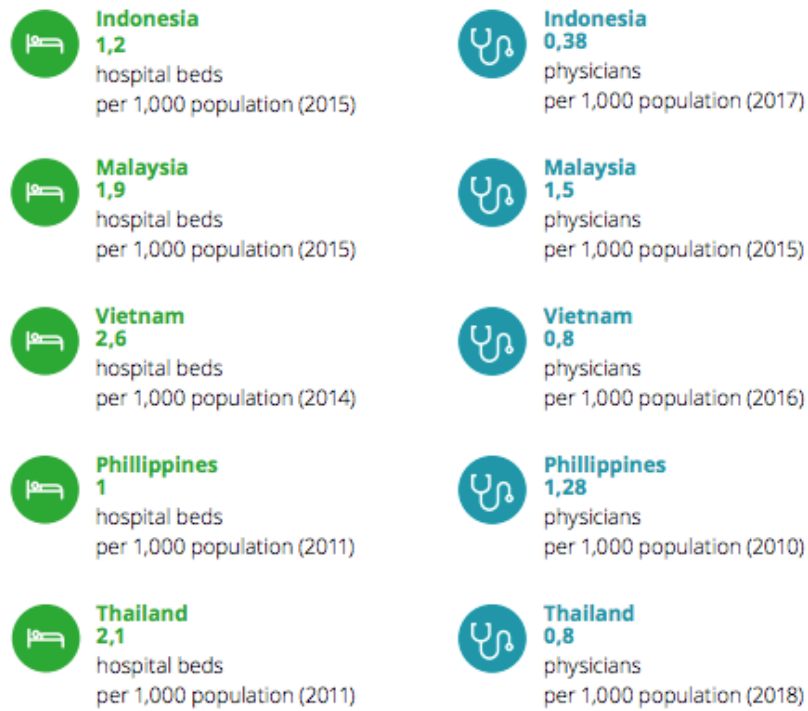 Indonesia
1,2
hospital beds
per 1,000 population (2015)
Indonesia
0,38
physicians
per 1,000 population (2017)
Malaysia
1,9
hospital beds
per 1,000 population (2015)
Malaysia
1,5
physicians
per 1,000 population (2015)
Vietnam
2,6
hospital beds
per 1,000 population (2014)
Vietnam
0,8
physicians
per 1,000 population (2016)
Phillippines
1
hospital beds
per 1,000 population (2011)
Phillippines
1,28
physicians
per 1,000 population (2010)
Thailand
2,1
hospital beds
per 1,000 population (2011)
Thailand
0,8
physicians
per 1,000 population (2018)